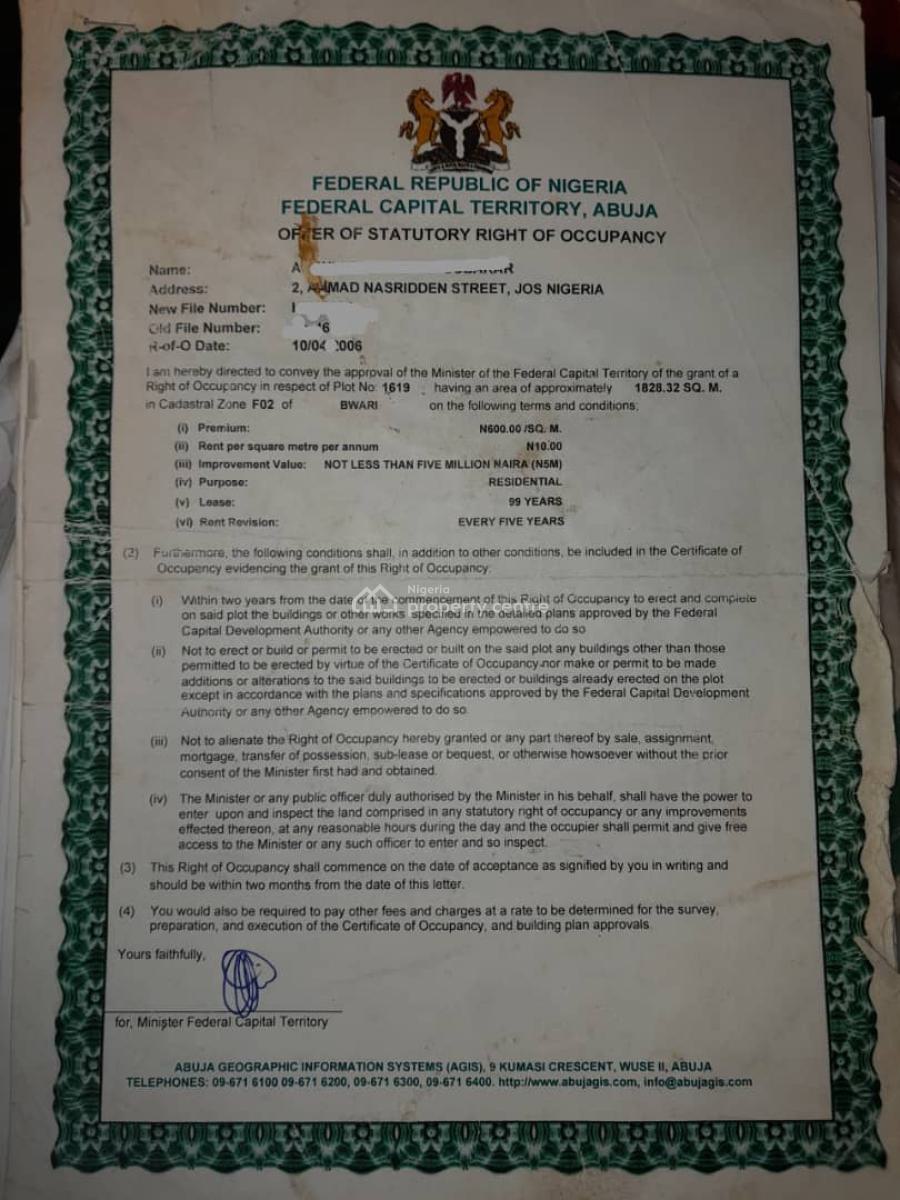 FEDERAL REPUBLIC OF NIGERIA
FEDERAL CAPITAL TERRITORY, ABUJA
OFFER OF STATUTORY RIGHT OF OCCUPANCY
Name: A
Address: 2, AHMAD NASRIDDEN STREET, JOS NIGERIA
New File Number:
Old File Number: 6
R-of-O Date: 10/04/2006
I am hereby directed to convey the approval of the Minister of the Federal Capital Territory of the grant of a
Right of Occupancy in respect of Plot No: 1619 having an area of approximately 1828.32 SQ. M.
in Cadastral Zone F02 of BWARI on the following terms and conditions;
(i) Premium: N600.00 /SQ. M.
(ii) Rent per square metre per annum N10.00
(iii) Improvement Value: NOT LESS THAN FIVE MILLION NAIRA (N5M)
(iv) Purpose: RESIDENTIAL
(v) Lease: 99 YEARS
(vi) Rent Revision: EVERY FIVE YEARS
(2) Furthermore, the following conditions shall, in addition to other conditions, be included in the Certificate of
Occupancy evidencing the grant of this Right of Occupancy:
(i) Within two years from the date of the commencement of this Right of Occupancy to erect and complete
on said plot the buildings or other works specified in the detailed plans approved by the Federal
Capital Development Authority or any other Agency empowered to do so
Nigeria
property centre
(ii) Not to erect or build or permit to be erected or built on the said plot any buildings other than those
permitted to be erected by virtue of the Certificate of Occupancy nor make or permit to be made
additions or alterations to the said buildings to be erected or buildings already erected on the plot
except in accordance with the plans and specifications approved by the Federal Capital Development
Authority or any other Agency empowered to do so.
(iii) Not to alienate the Right of Occupancy hereby granted or any part thereof by sale, assignment,
mortgage, transfer of possession, sub-lease or bequest, or otherwise howsoever without the prior
consent of the Minister first had and obtained.
(iv) The Minister or any public officer duly authorised by the Minister in his behalf, shall have the power to
enter upon and inspect the land comprised in any statutory right of occupancy or any improvements
effected thereon, at any reasonable hours during the day and the occupier shall permit and give free
access to the Minister or any such officer to enter and so inspect.
(3) This Right of Occupancy shall commence on the date of acceptance as signified by you in writing and
should be within two months from the date of this letter.
(4) You would also be required to pay other fees and charges at a rate to be determined for the survey,
preparation, and execution of the Certificate of Occupancy, and building plan approvals.
Yours faithfully,
for, Minister Federal Capital Territory
ABUJA GEOGRAPHIC INFORMATION SYSTEMS (AGIS), 9 KUMASI CRESCENT, WUSE II, ABUJA
TELEPHONES: 09-671 6100 09-671 6200, 09-671 6300, 09-671 6400. http://www.abujagis.com, info@abujagis.com